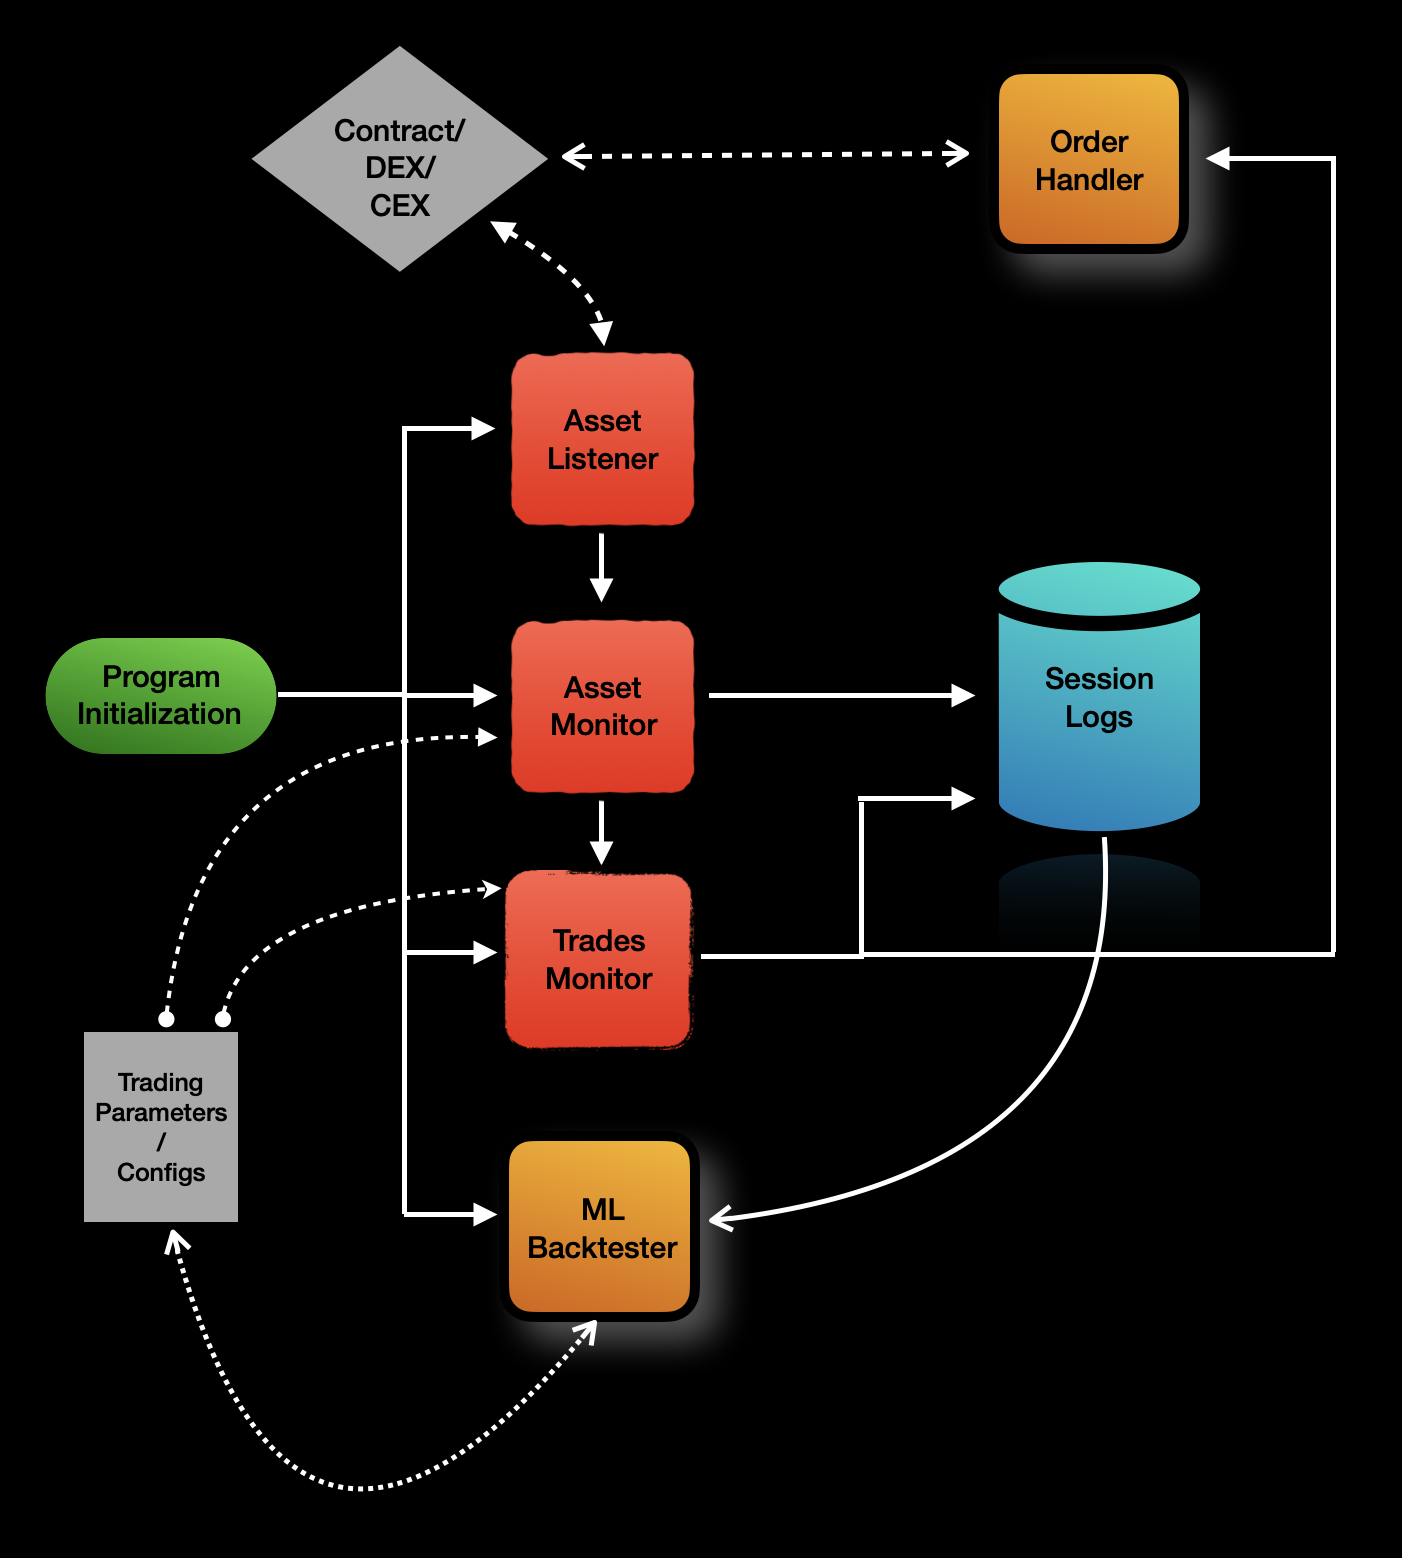 Contract/
DEX/
CEX
Order
Handler
Asset
Listener
Program
Initialization
Asset
Monitor
Session
Logs
Trades
Monitor
Trading
Parameters
/
Configs
ML
Backtester